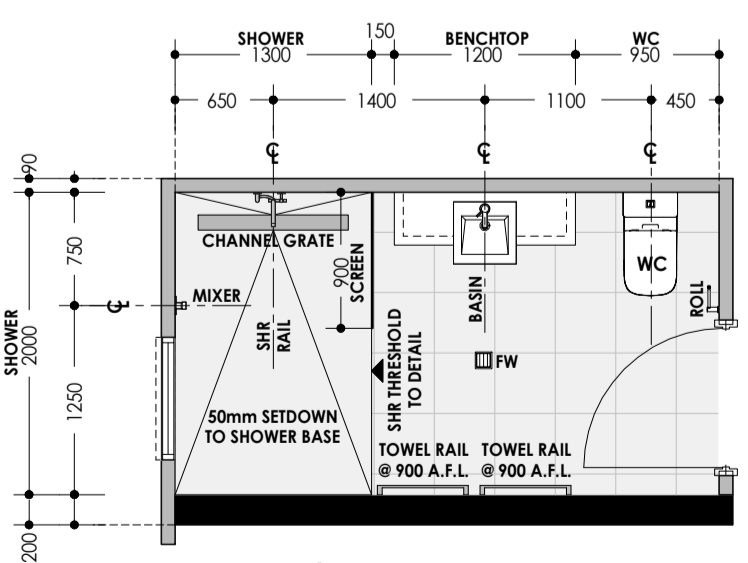 150
SHOWER
BENCHTOP
WC
1300
1200
950
650
1400
1100
450
℄
℄
℄
90
750
SHOWER
2000
1250
200
℄
CHANNEL GRATE
MIXER
900
SCREEN
SHR
RAIL
BASIN
WC
ROLL
SHR THRESHOLD
TO DETAIL
FW
50mm SETDOWN
TO SHOWER BASE
TOWEL RAIL
@ 900 A.F.L.
TOWEL RAIL
@ 900 A.F.L.